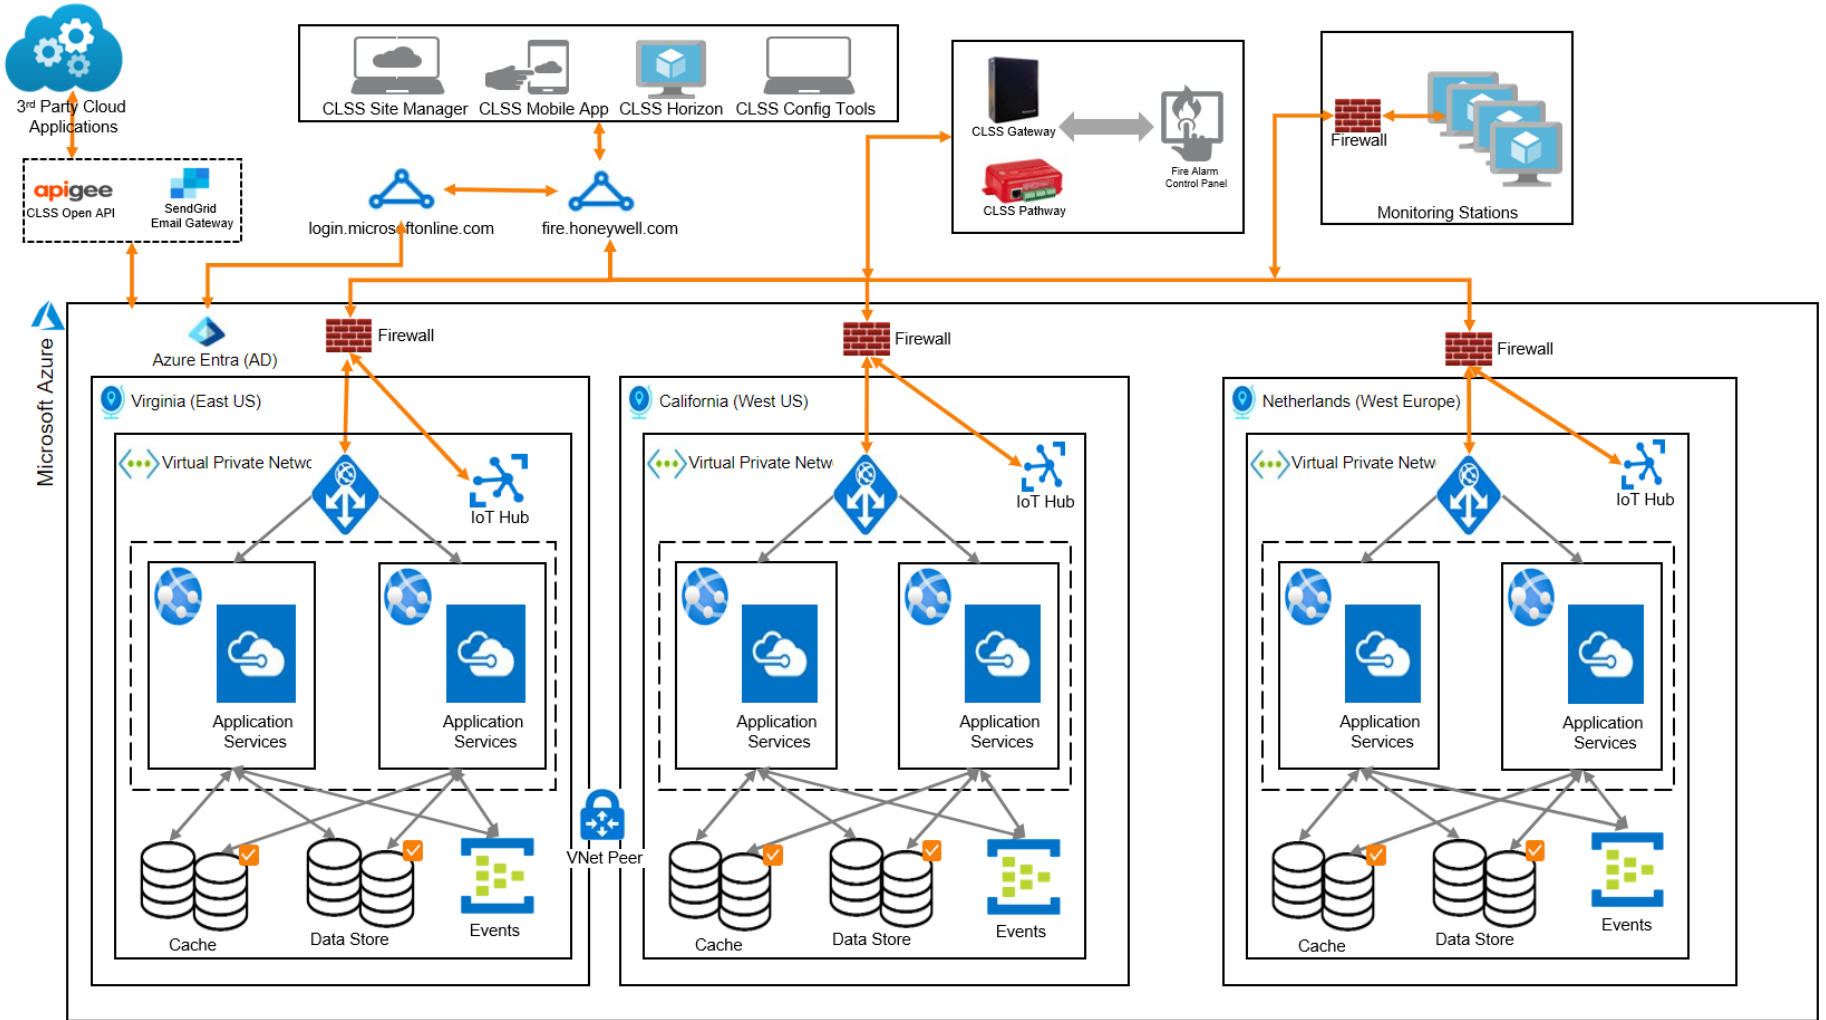 3rd Party Cloud
Applications
apigee
CLSS Open API
SendGrid
Email Gateway
CLSS Site Manager
CLSS Mobile App
CLSS Horizon
CLSS Config Tools
login.microsoftonline.com
fire.honeywell.com
CLSS Gateway
CLSS Pathway
Fire Alarm
Control Panel
Firewall
Monitoring Stations
Microsoft Azure
Azure Entra (AD)
Firewall
Firewall
Firewall
Virginia (East US)
Virtual Private Netwo
IoT Hub
Application
Services
Application
Services
Cache
Data Store
Events
VNet Peer
California (West US)
Virtual Private Netw
IoT Hub
Application
Services
Application
Services
Cache
Data Store
Events
Netherlands (West Europe)
Virtual Private Netw
IoT Hub
Application
Services
Application
Services
Cache
Data Store
Events